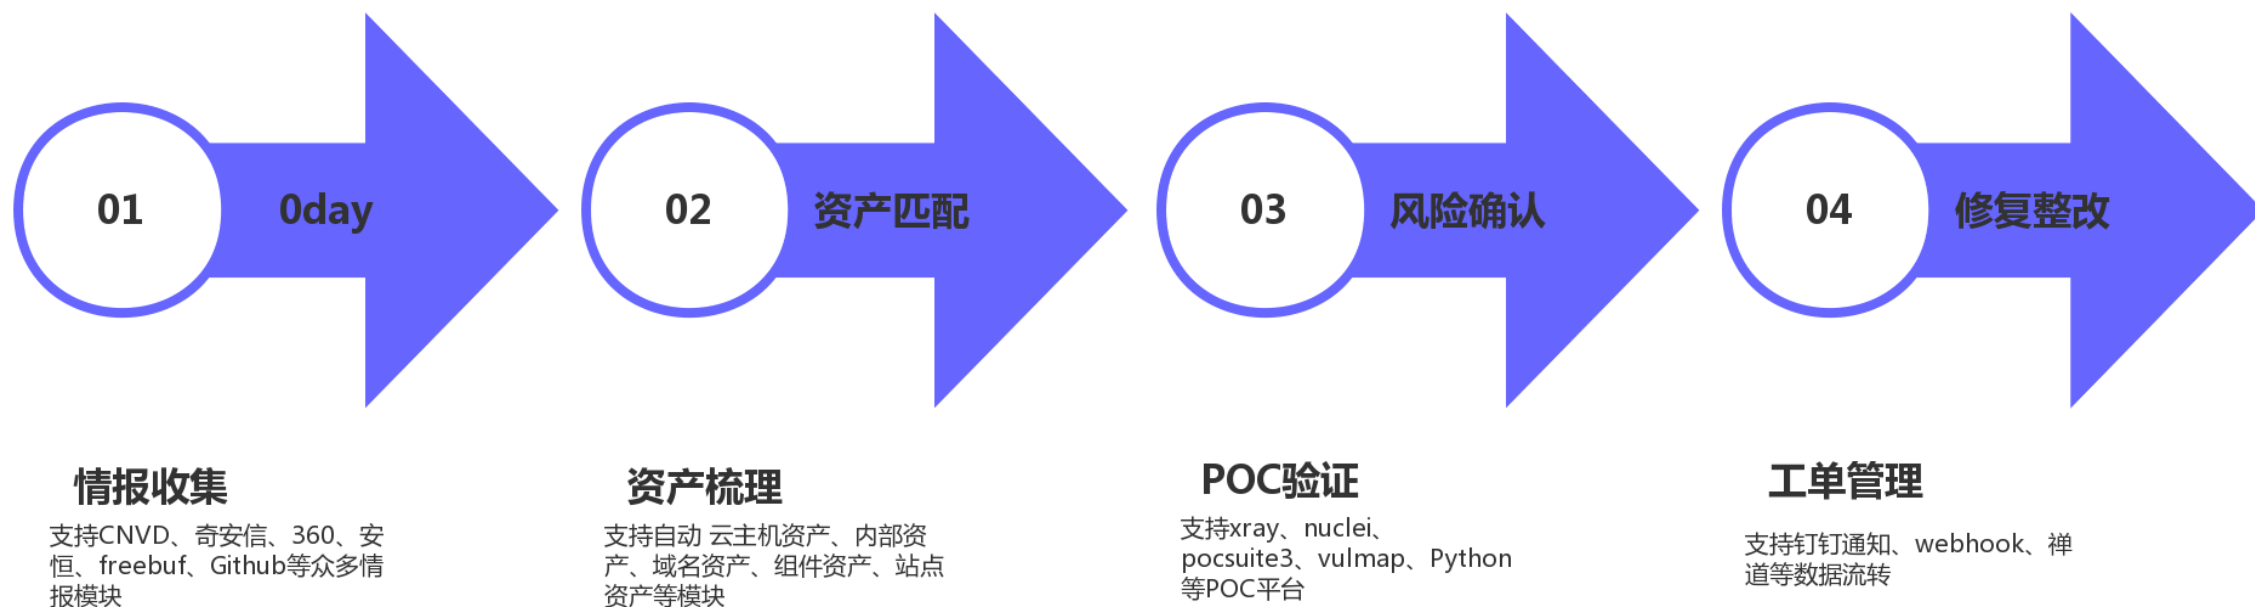 01
0day
02
资产匹配
03
风险确认
04
修复整改
情报收集
支持CNVD、奇安信、360、安
恒、freebuf、Github等众多情
报模块
资产梳理
支持自动 云主机资产、内部资
产、域名资产、组件资产、站点
资产等模块
POC验证
支持xray、nuclei、
pocsuite3、vulmap、Python
等POC平台
工单管理
支持钉钉通知、webhook、禅
道等数据流转